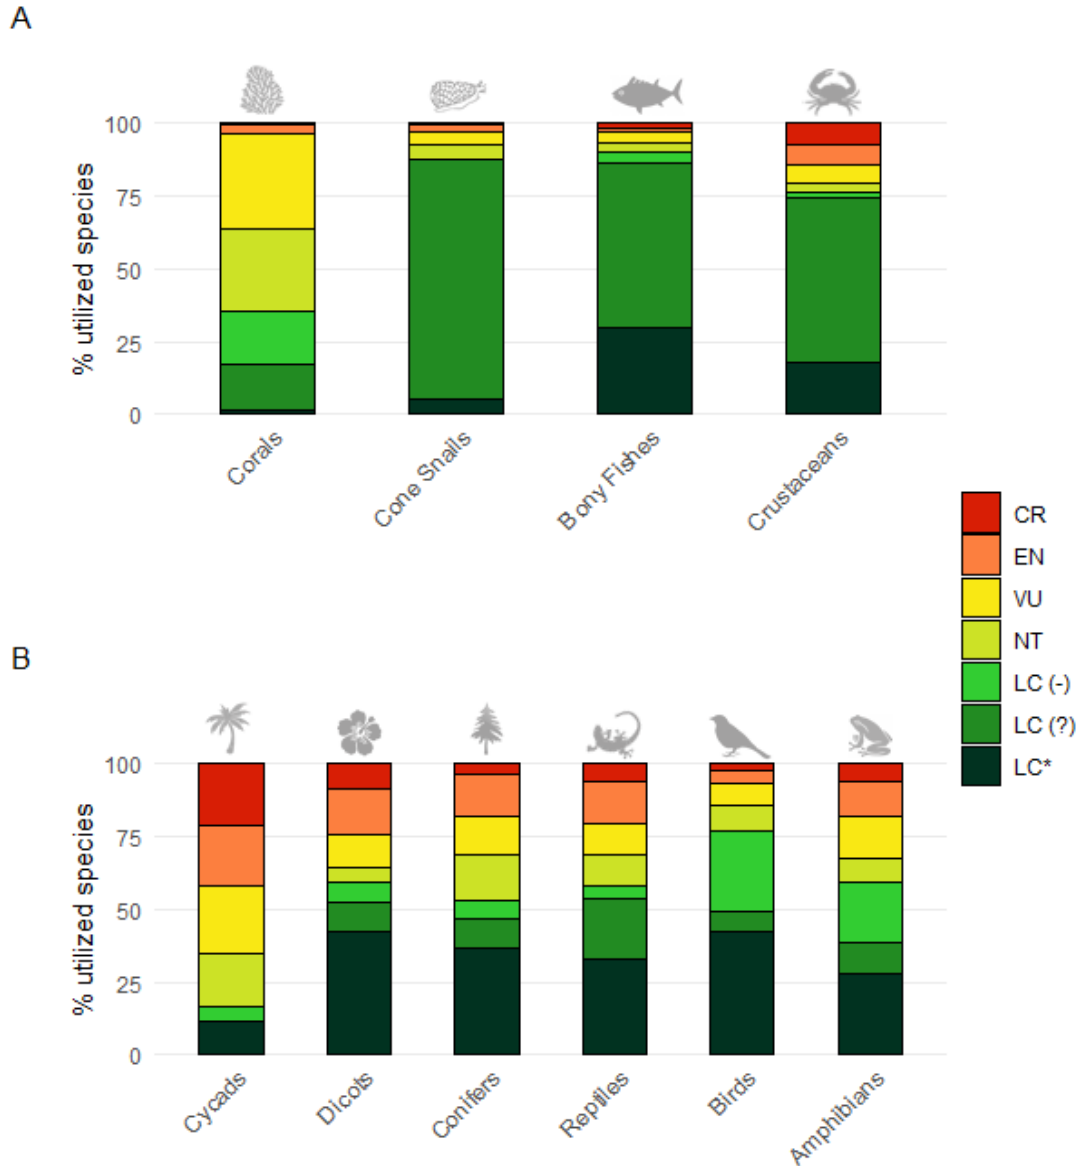 A
% utilized species
100
75
50
25
0
Corals
Cone Snails
Bony Fishes
Crustaceans
CR
EN
VU
NT
LC (-)
LC (?)
LC*
B
% utilized species
100
75
50
25
0
Cycads
Dicots
Conifers
Reptiles
Birds
Amphibians